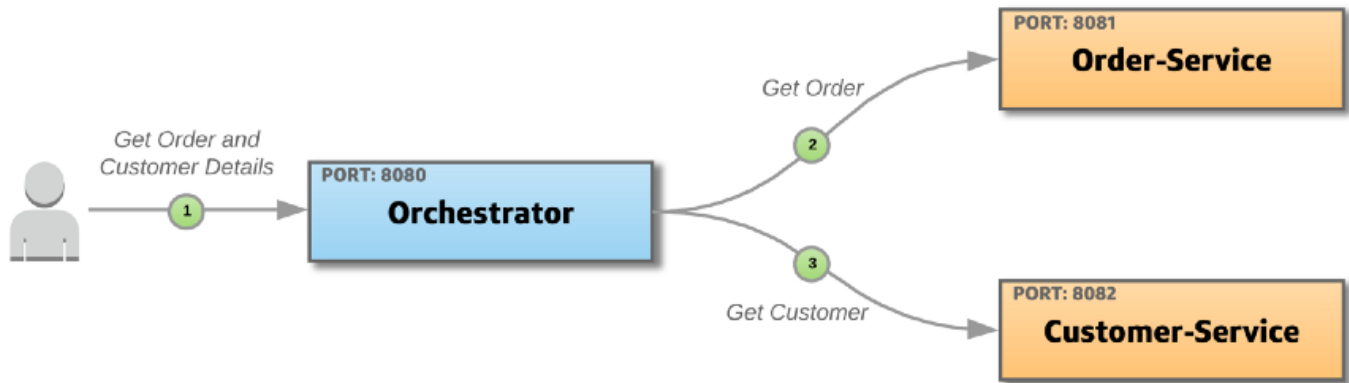 Get Order and
Customer Details
1
PORT: 8080
Orchestrator
Get Order
2
PORT: 8081
Order-Service
3
Get Customer
PORT: 8082
Customer-Service